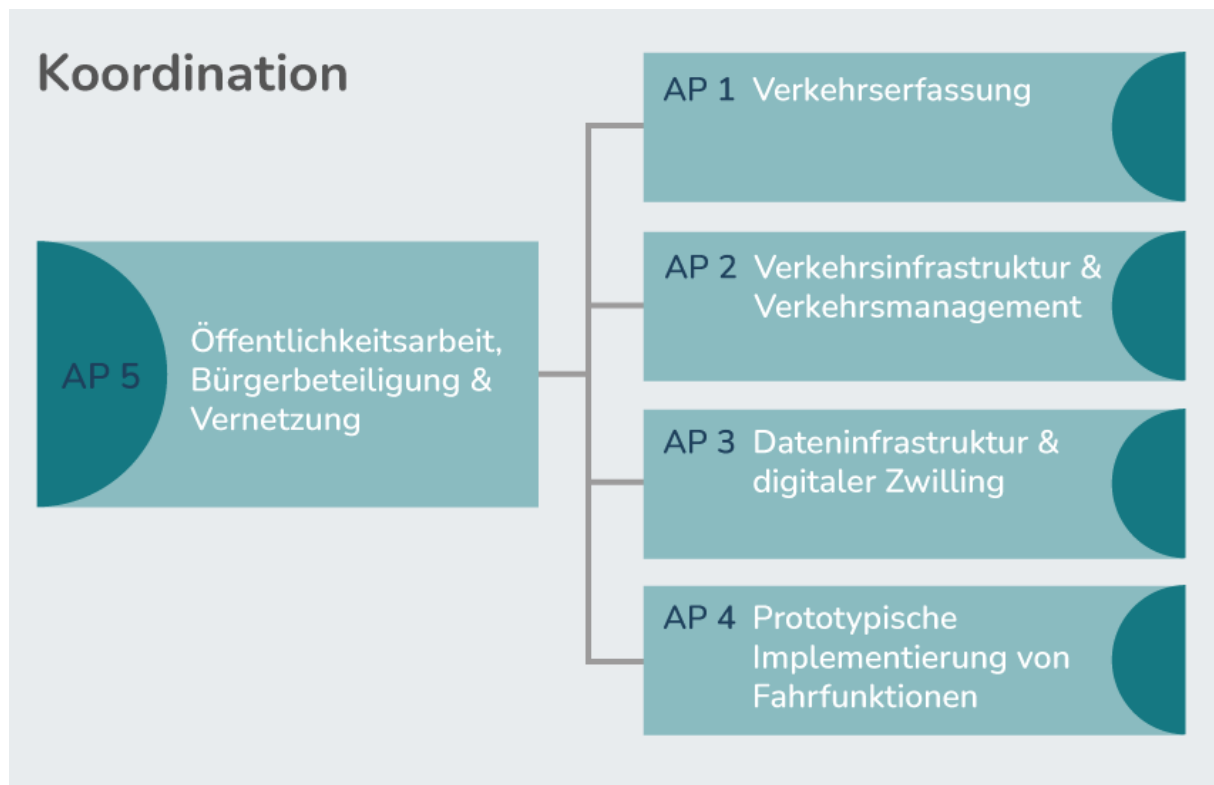 Koordination
AP 5
Öffentlichkeitsarbeit,
Bürgerbeteiligung &
Vernetzung
AP 1 Verkehrserfassung
AP 2 Verkehrsinfrastruktur &
Verkehrsmanagement
AP 3 Dateninfrastruktur &
digitaler Zwilling
AP 4 Prototypische
Implementierung von
Fahrfunktionen